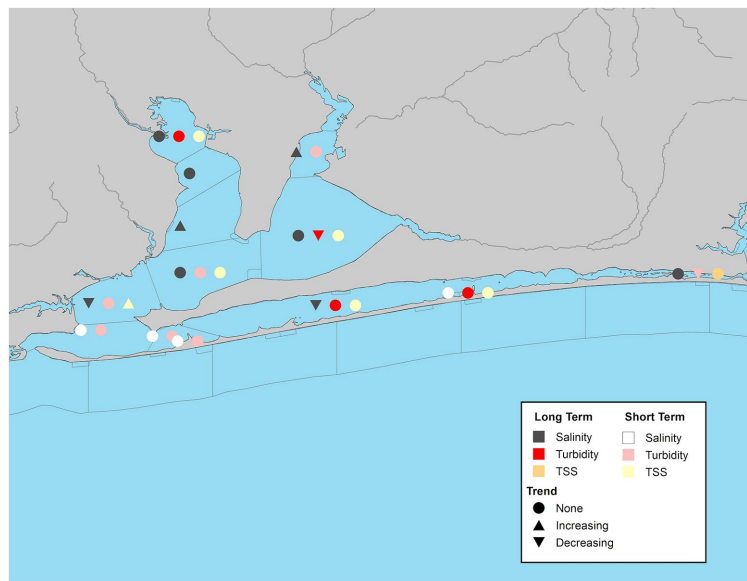 Long Term Short Term
Salinity Salinity
Turbidity Turbidity
TSS TSS
Trend
None
Increasing
Decreasing